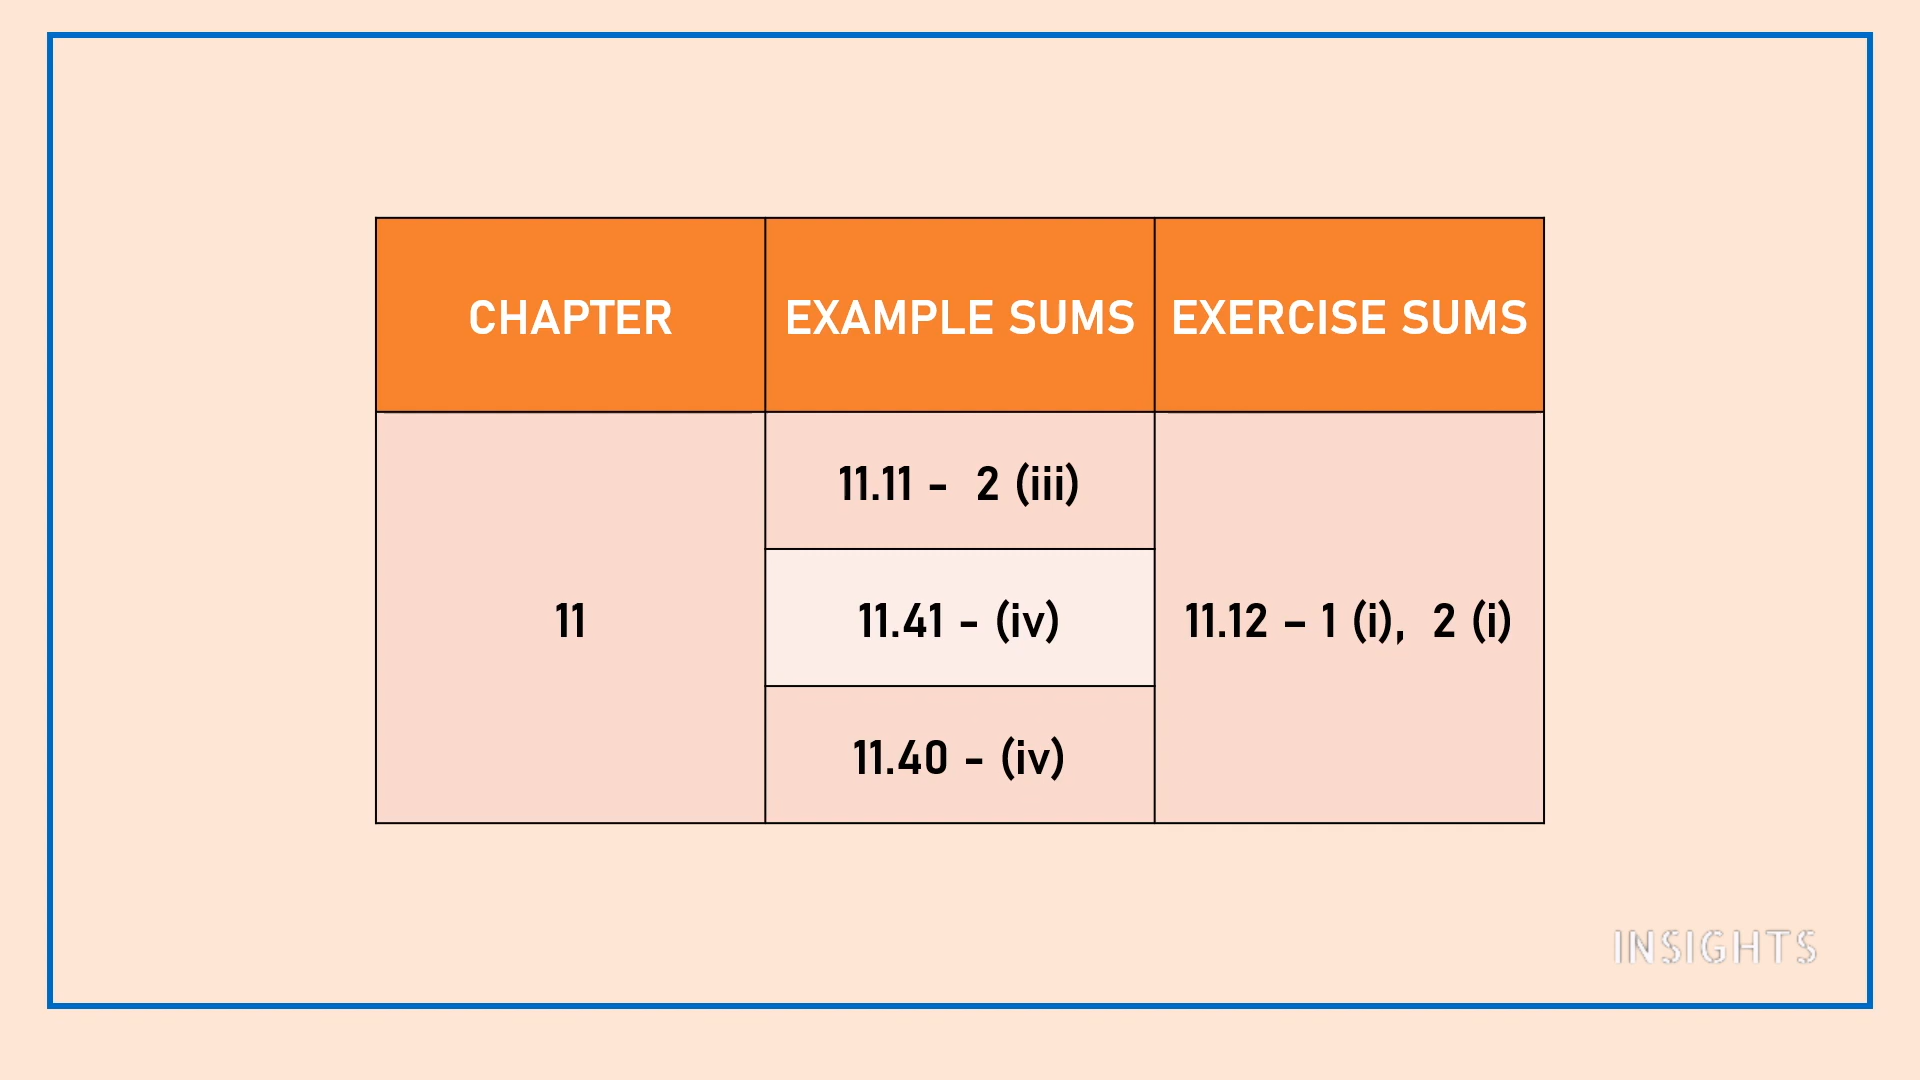 CHAPTER EXAMPLE SUMS EXERCISE SUMS
11.11 - 2 (iii)
11 11.41 - (iv) 11.12 – 1 (i), 2 (i)
11.40 - (iv)
INSIGHTS